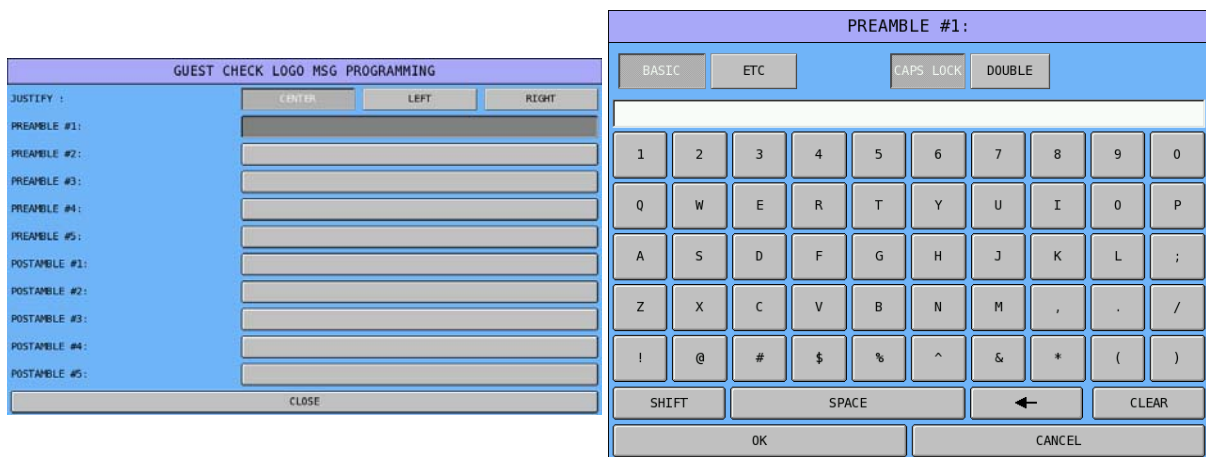 GUEST CHECK LOGO MSG PROGRAMMING
JUSTIFY : CENTER LEFT RIGHT
PREAMBLE #1:
PREAMBLE #2:
PREAMBLE #3:
PREAMBLE #4:
PREAMBLE #5:
POSTAMBLE #1:
POSTAMBLE #2:
POSTAMBLE #3:
POSTAMBLE #4:
POSTAMBLE #5:
CLOSE
PREAMBLE #1:
BASIC ETC CAPS LOCK DOUBLE
1 2 3 4 5 6 7 8 9 0
Q W E R T Y U I O P
A S D F G H J K L ;
Z X C V B N M , . /
! @ # $ % ^ & * ( )
SHIFT SPACE ← CLEAR
OK CANCEL